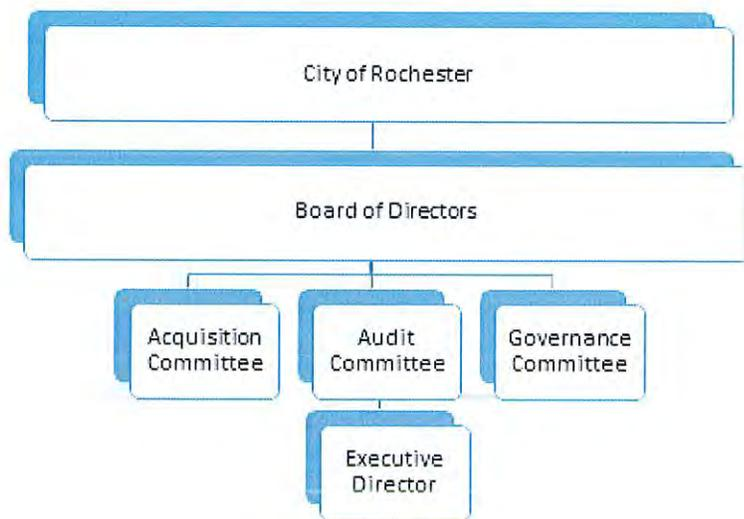 City of Rochester
Board of Directors
Acquisition
Committee
Audit
Committee
Governance
Committee
Executive
Director